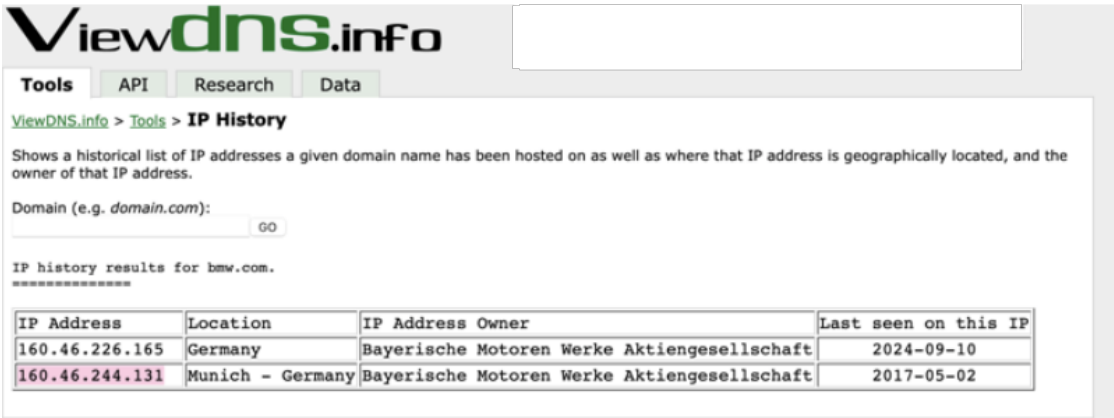 Viewdns.info
Tools API Research Data
ViewDNS.info > Tools > IP History
Shows a historical list of IP addresses a given domain name has been hosted on as well as where that IP address is geographically located, and the
owner of that IP address.
Domain (e.g. domain.com):
GO
IP history results for bmw.com.
==============
IP Address Location IP Address Owner Last seen on this IP
160.46.226.165 Germany Bayerische Motoren Werke Aktiengesellschaft 2024-09-10
160.46.244.131 Munich - Germany Bayerische Motoren Werke Aktiengesellschaft 2017-05-02